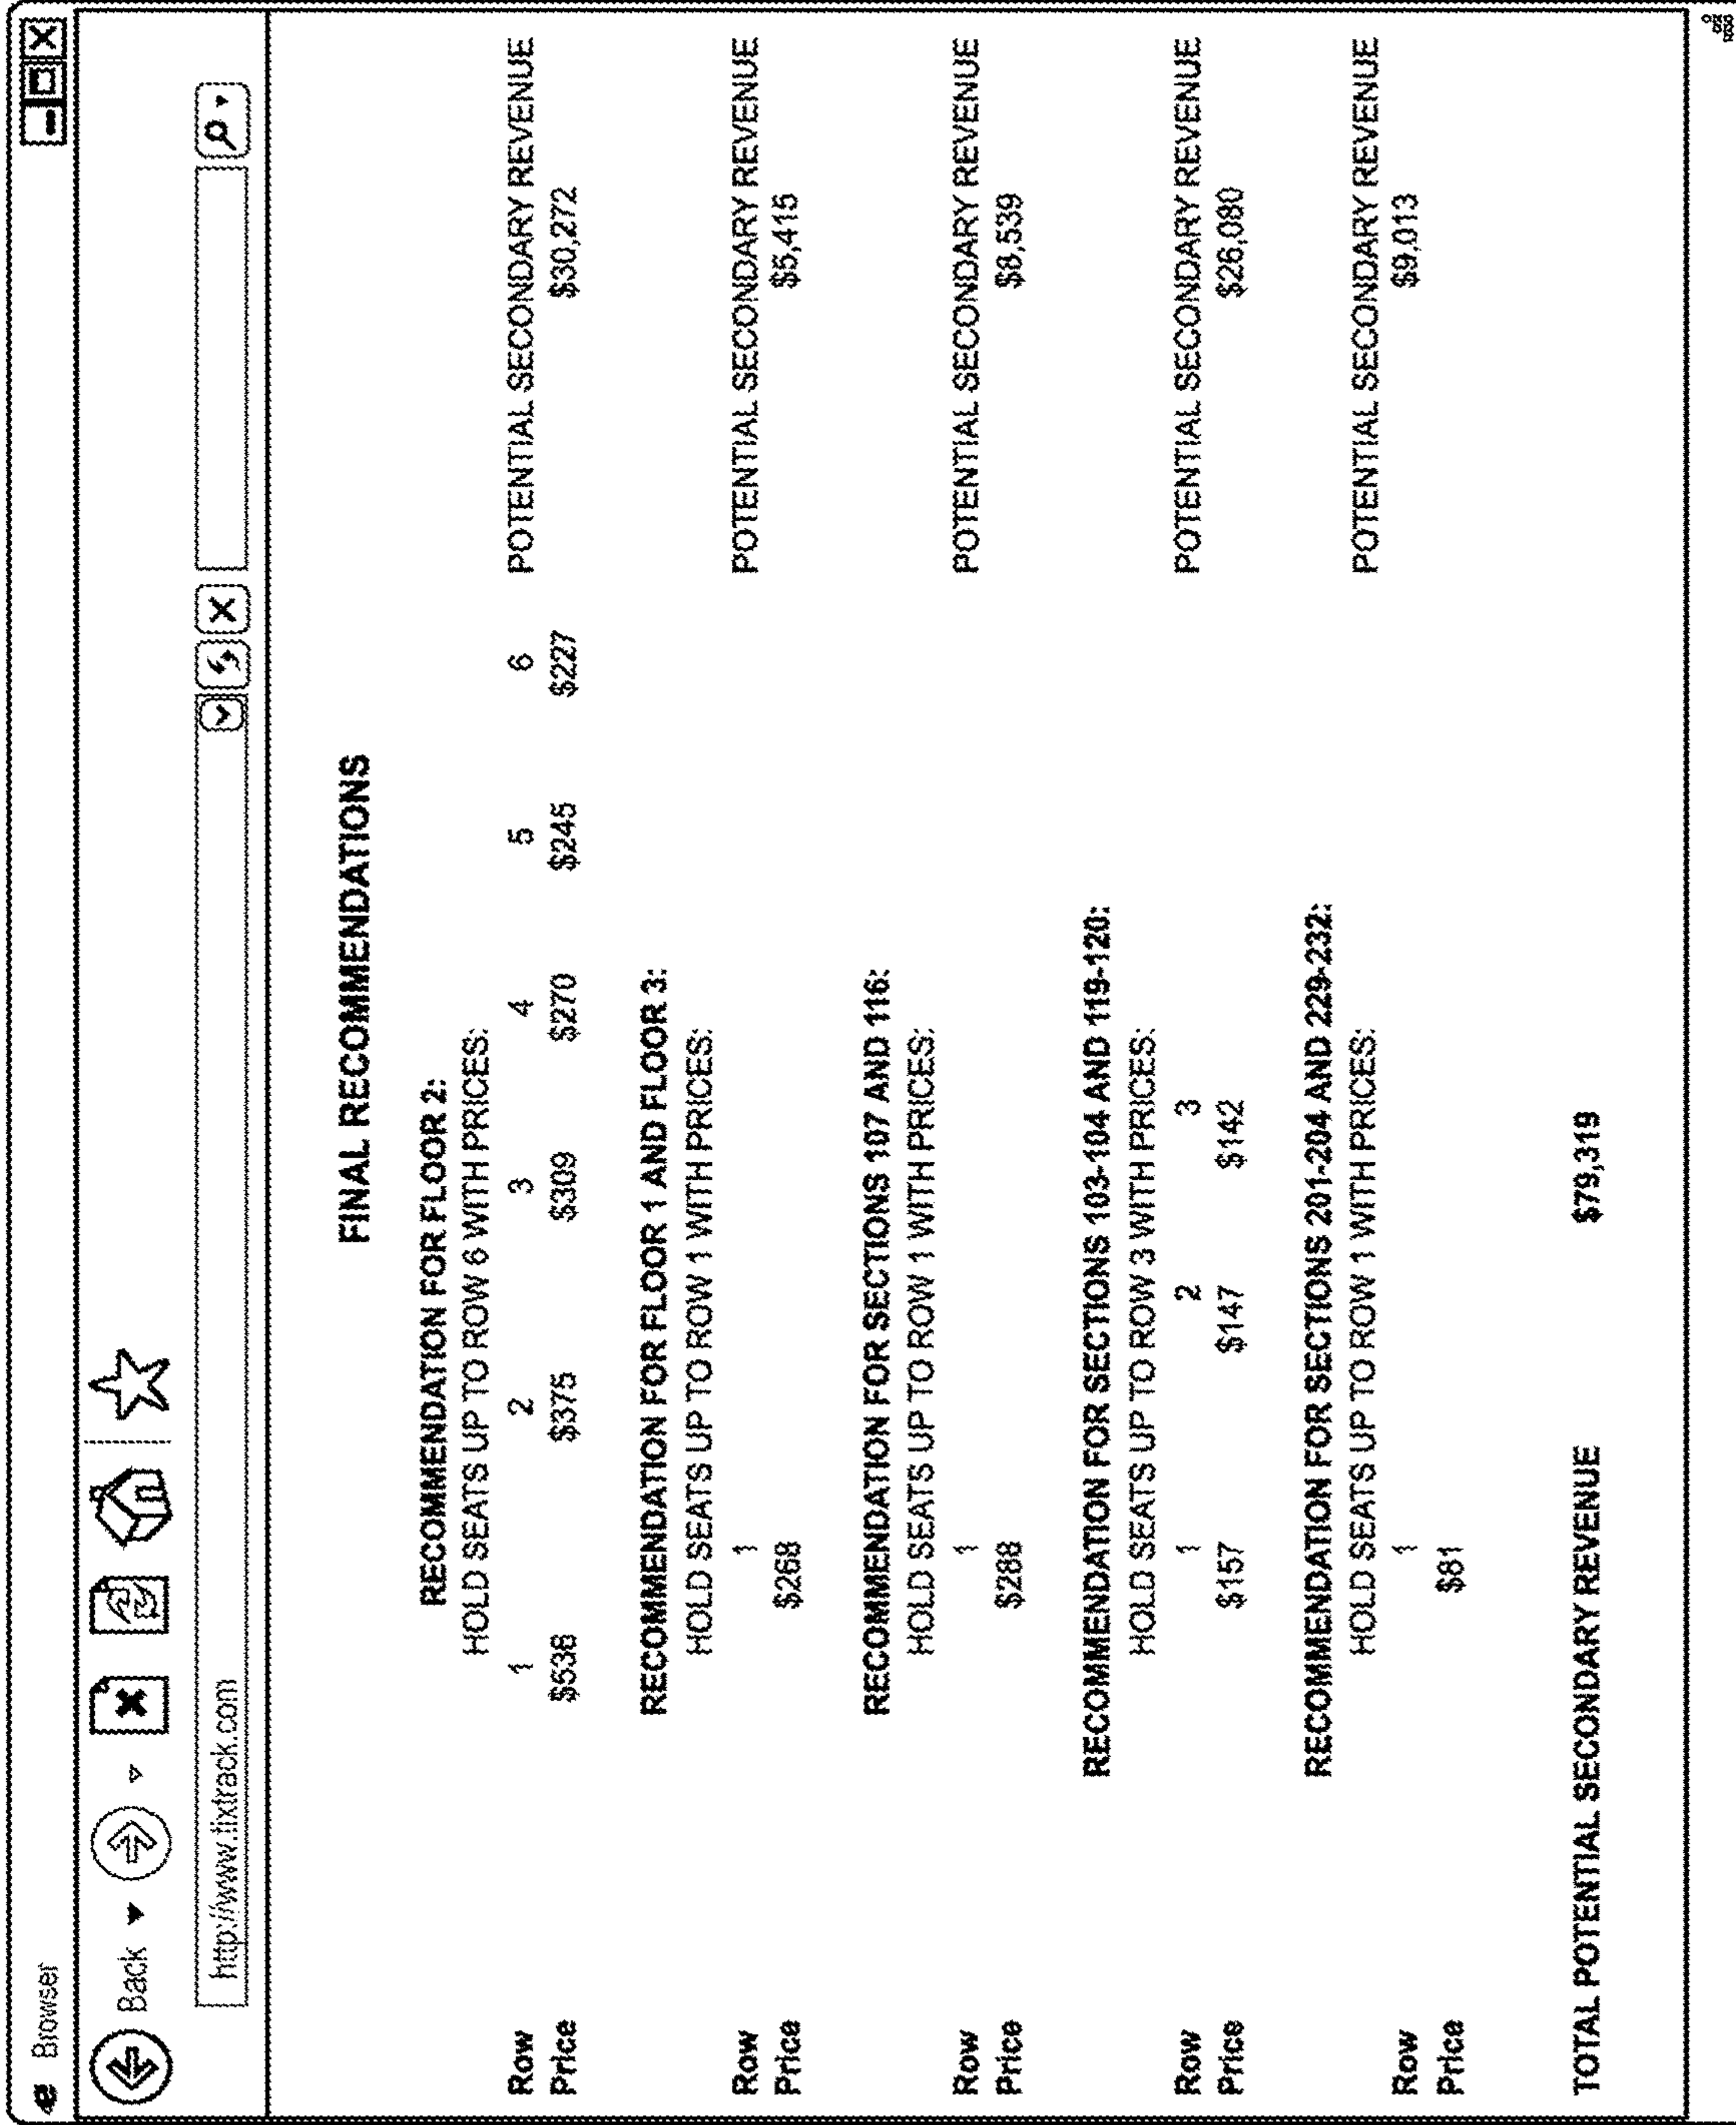 Browser
Back
http://www.tixtrack.com
FINAL RECOMMENDATIONS
RECOMMENDATION FOR FLOOR 2:
HOLD SEATS UP TO ROW 6 WITH PRICES:
Row 1 2 3 4 5 6 POTENTIAL SECONDARY REVENUE
Price $538 $375 $309 $270 $245 $227 $30,272
RECOMMENDATION FOR FLOOR 1 AND FLOOR 3:
HOLD SEATS UP TO ROW 1 WITH PRICES:
Row 1 POTENTIAL SECONDARY REVENUE
Price $268 $5,415
RECOMMENDATION FOR SECTIONS 107 AND 116:
HOLD SEATS UP TO ROW 1 WITH PRICES:
Row 1 POTENTIAL SECONDARY REVENUE
Price $288 $8,539
RECOMMENDATION FOR SECTIONS 103-104 AND 119-120:
HOLD SEATS UP TO ROW 3 WITH PRICES:
Row 1 2 3 POTENTIAL SECONDARY REVENUE
Price $157 $147 $142 $26,080
RECOMMENDATION FOR SECTIONS 201-204 AND 229-232:
HOLD SEATS UP TO ROW 1 WITH PRICES:
Row 1 POTENTIAL SECONDARY REVENUE
Price $81 $9,013
TOTAL POTENTIAL SECONDARY REVENUE $79,319